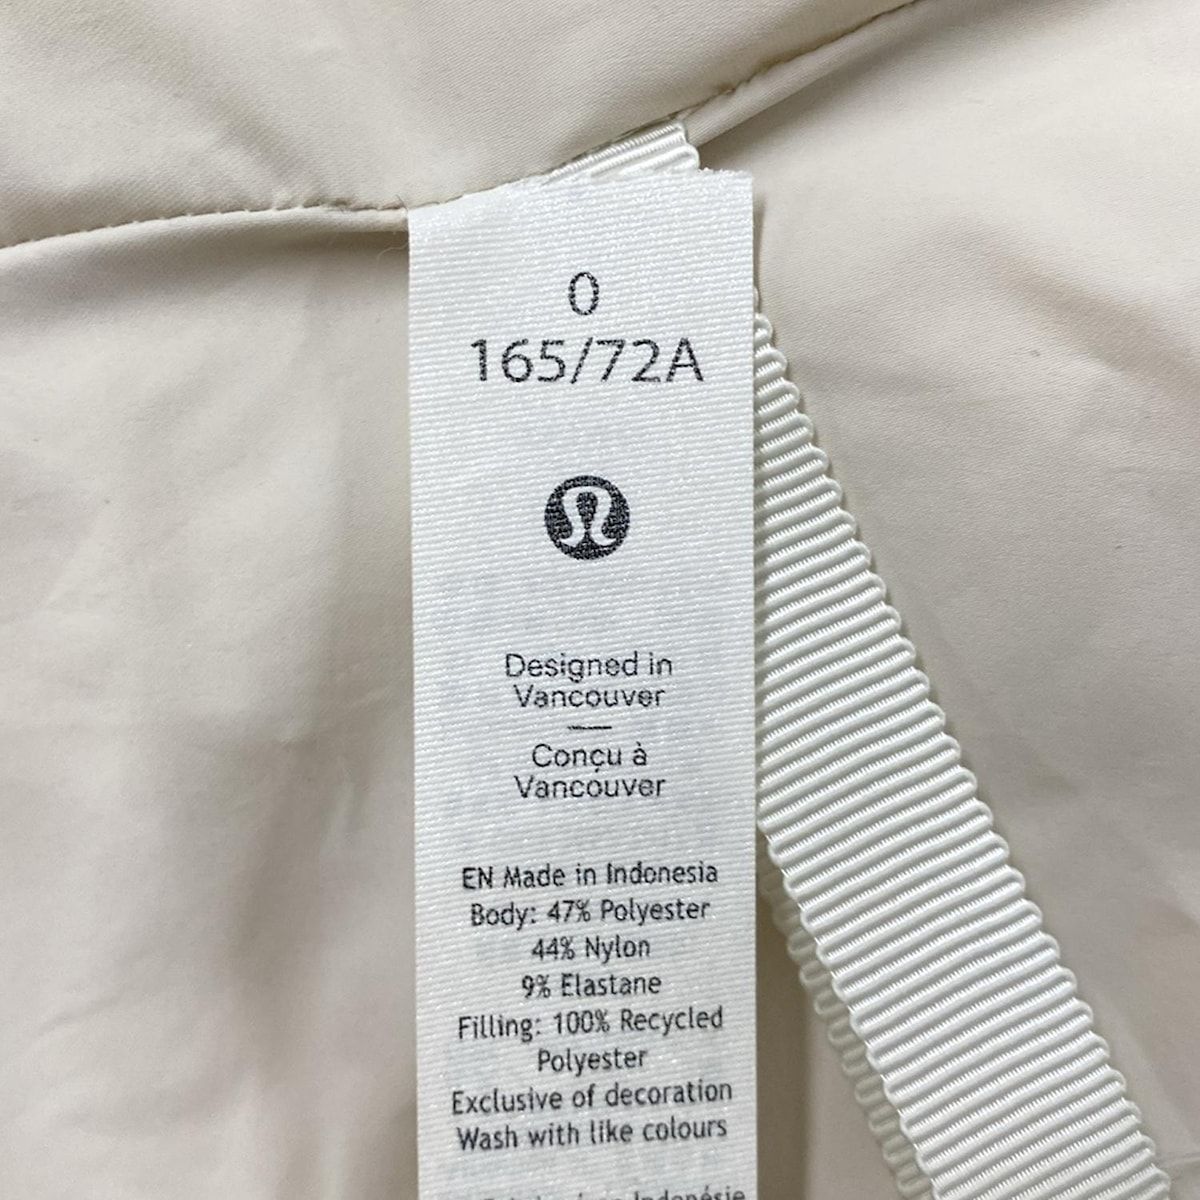 0
165/72A
Designed in
Vancouver
Conçu à
Vancouver
EN Made in Indonesia
Body: 47% Polyester
44% Nylon
9% Elastane
Filling: 100% Recycled
Polyester
Exclusive of decoration
Wash with like colours
Indonésie